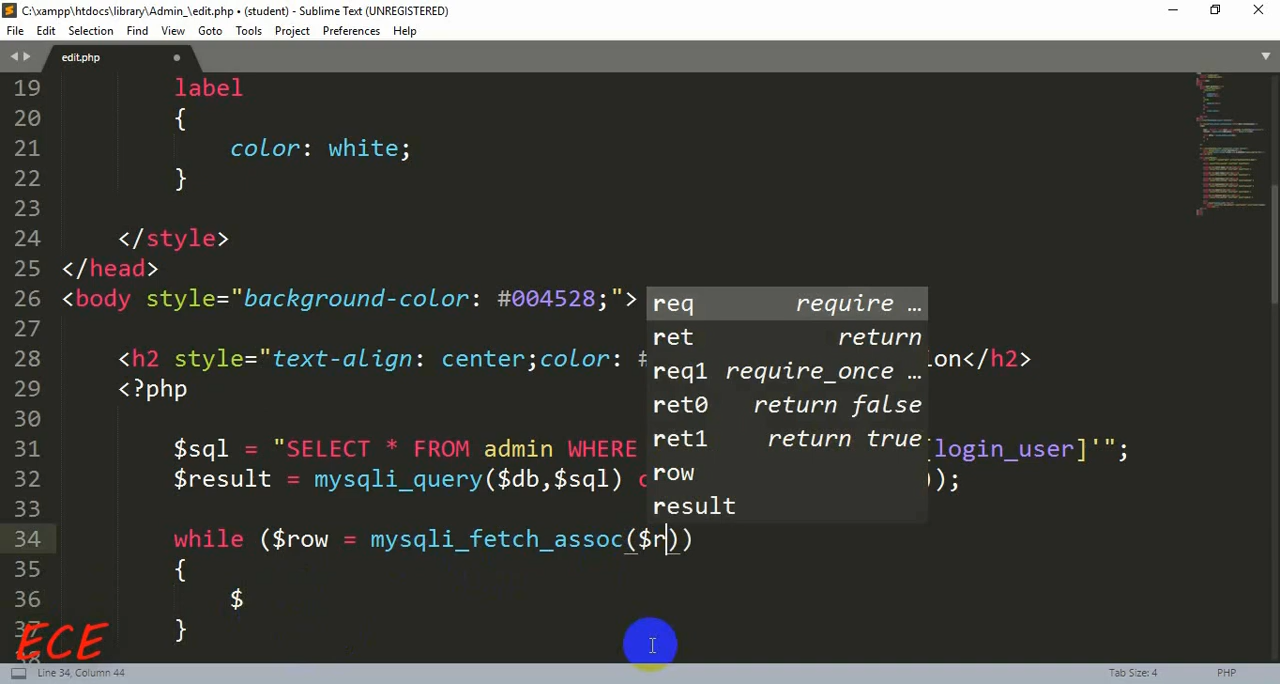 C:\xampp\htdocs\library\Admin_\edit.php • (student) - Sublime Text (UNREGISTERED)
File Edit Selection Find View Goto Tools Project Preferences Help
edit.php
19 label
20 {
21 color: white;
22 }
23
24 </style>
25 </head>
26 <body style="background-color: #004528;">
27
28 <h2 style="text-align: center;color: # on</h2>
29 <?php
30
31 $sql = "SELECT * FROM admin WHERE [login_user]'";
32 $result = mysqli_query($db,$sql) );
33
34 while ($row = mysqli_fetch_assoc($r))
35 {
36 $
37 }
req require …
ret return
req1 require_once …
ret0 return false
ret1 return true
row
result
ECE
Line 34, Column 44 Tab Size: 4 PHP